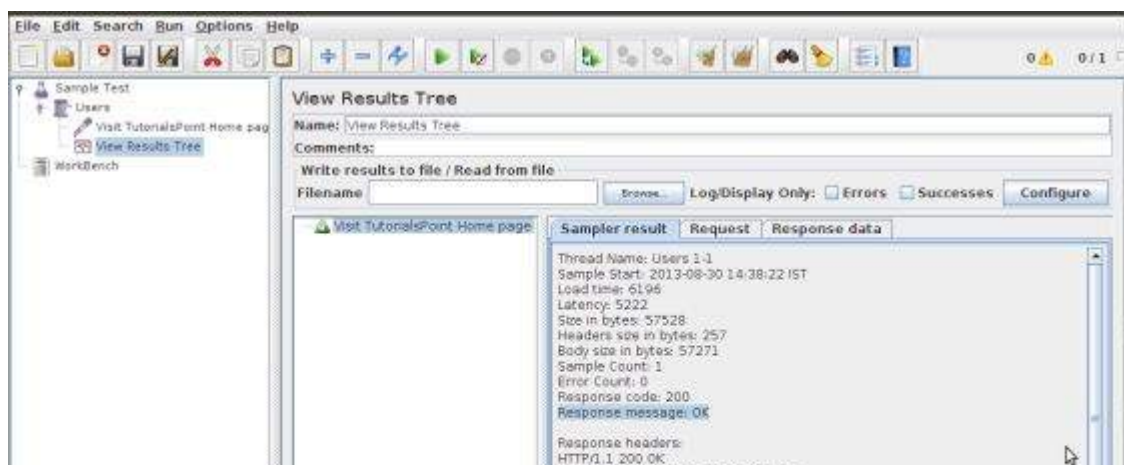 File Edit Search Run Options Help
0 0/1
Sample Test
Users
Visit TutorialsPoint Home pag
View Results Tree
WorkBench
View Results Tree
Name: View Results Tree
Comments:
Write results to file / Read from file
Filename Browse... Log/Display Only: Errors Successes Configure
Visit TutorialsPoint Home page
Sampler result Request Response data
Thread Name: Users 1-1
Sample Start: 2013-08-30 14:38:22 IST
Load time: 6196
Latency: 5222
Size in bytes: 57528
Headers size in bytes: 257
Body size in bytes: 57271
Sample Count: 1
Error Count: 0
Response code: 200
Response message: OK
Response headers:
HTTP/1.1 200 OK